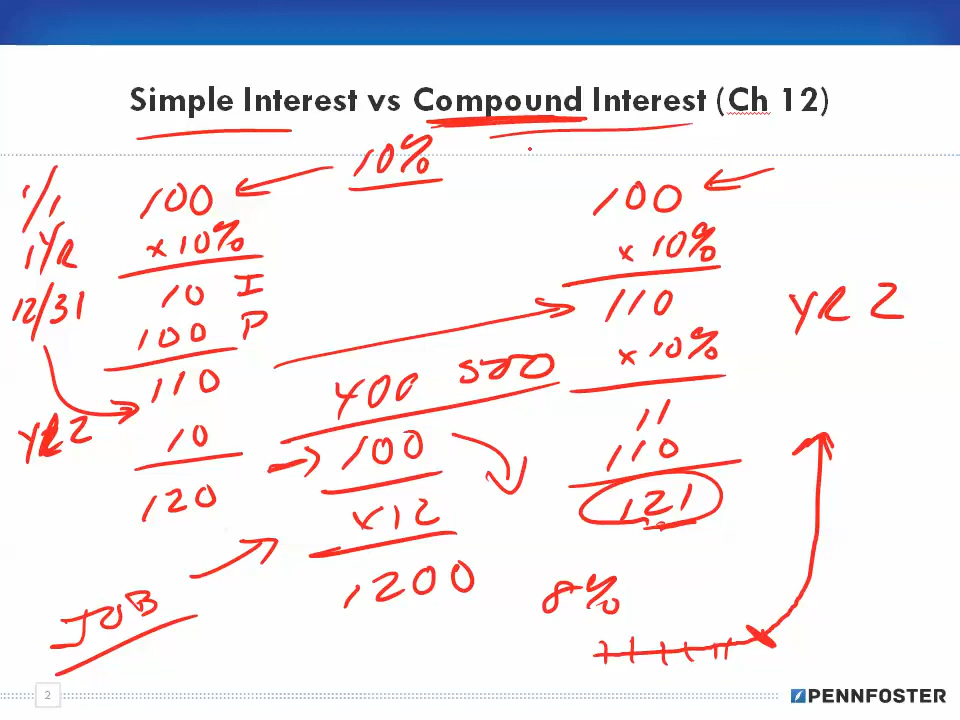 Simple Interest vs Compound Interest (Ch 12)
10%
1/1
100
1YR
x 10%
12/31
10 I
100 P
110
YR 2
10
120
400 500
100
x12
1200
JOB
100
x 10%
110
x 10%
11
110
121
YR 2
8%
2
PENNFOSTER